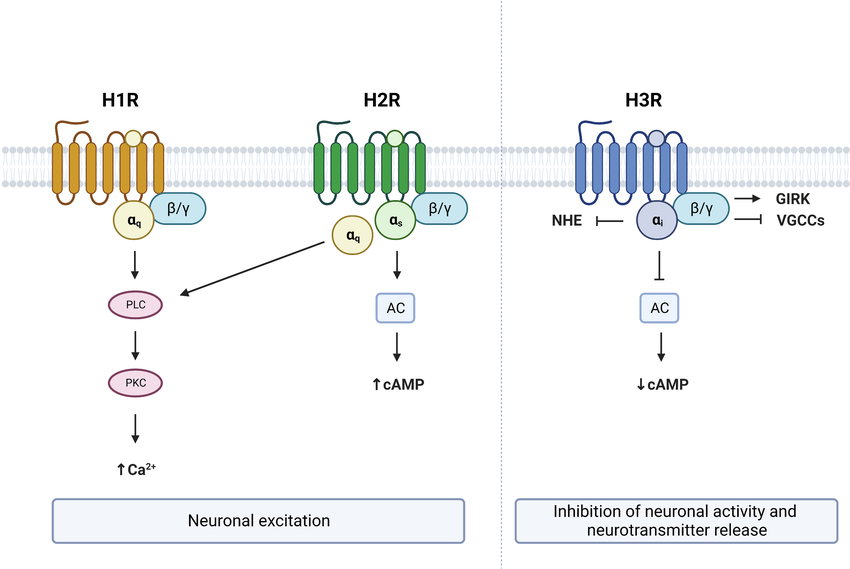 H1R
H2R
H3R
αq
β/γ
αq
αs
β/γ
NHE
αi
β/γ
GIRK
VGCCs
PLC
AC
AC
PKC
↑cAMP
↓cAMP
↑Ca²⁺
Neuronal excitation
Inhibition of neuronal activity and
neurotransmitter release